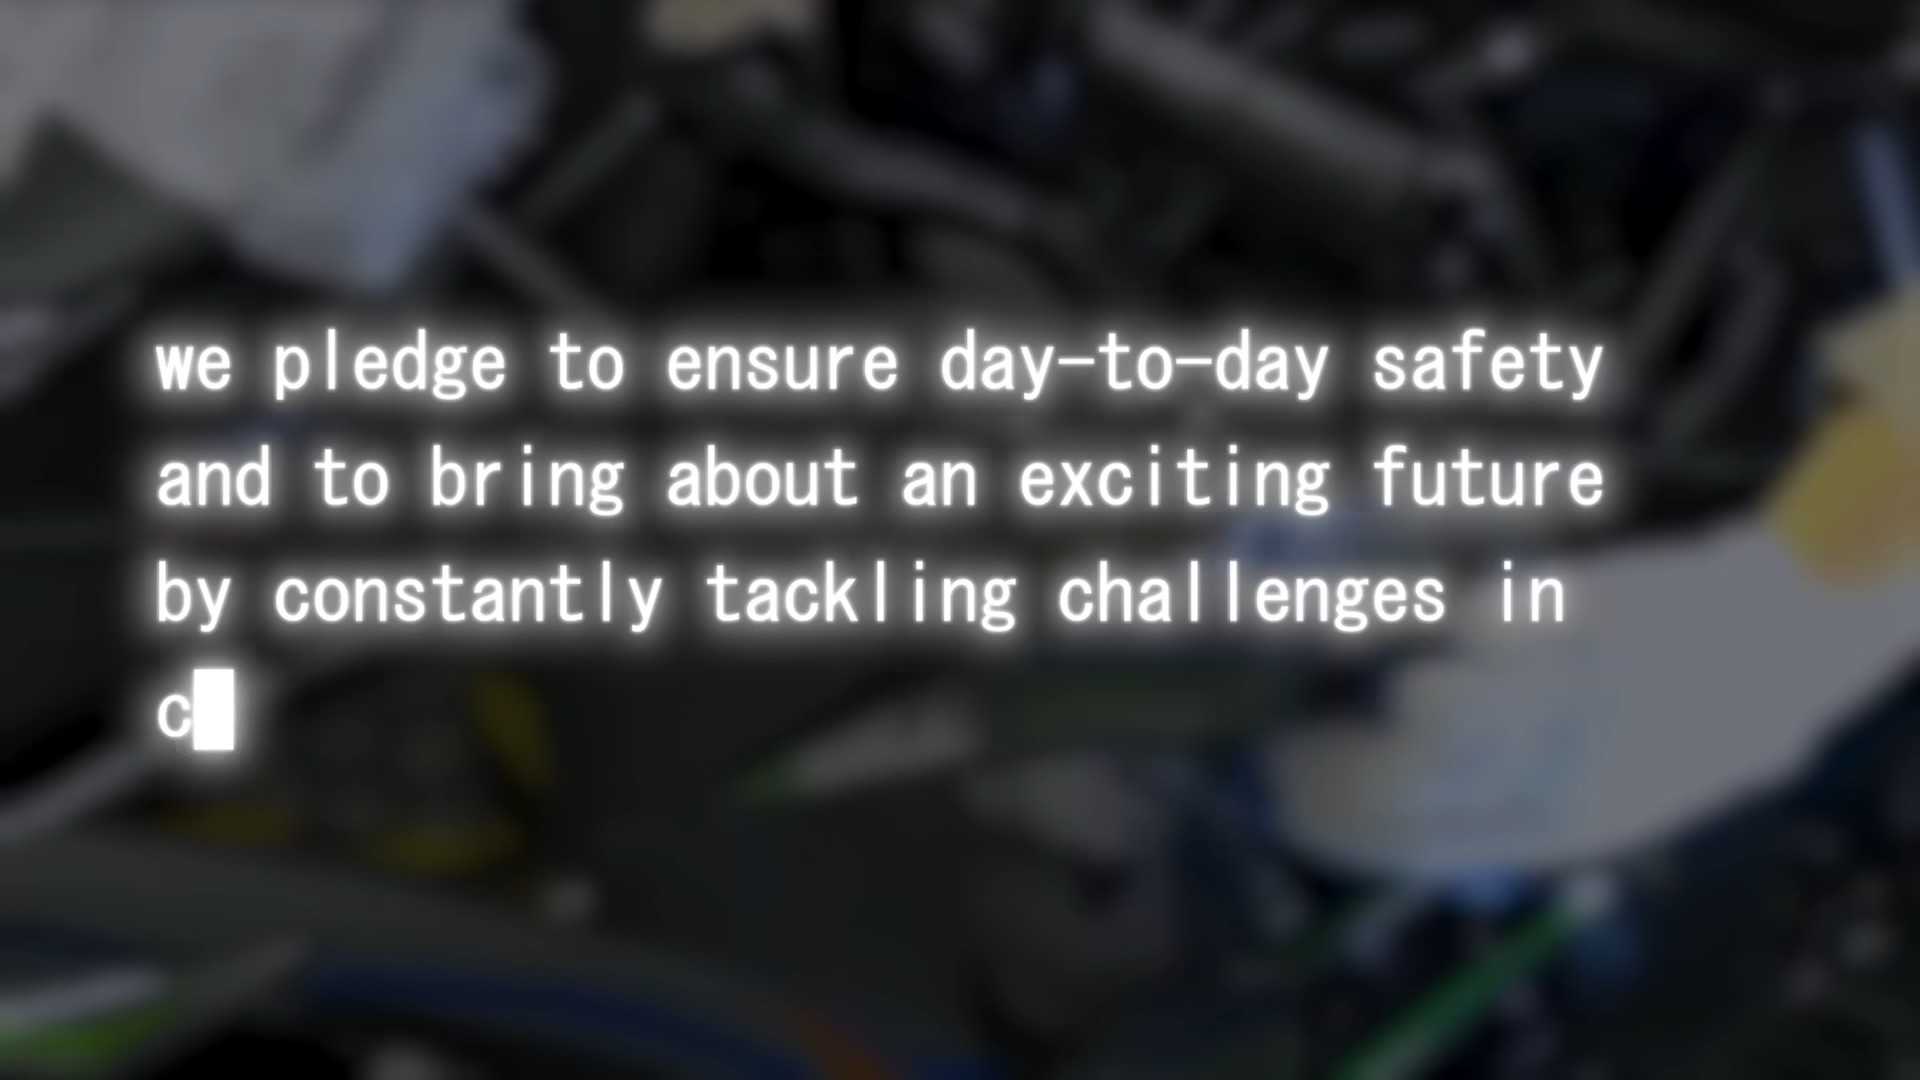 we pledge to ensure day-to-day safety
and to bring about an exciting future
by constantly tackling challenges in
c